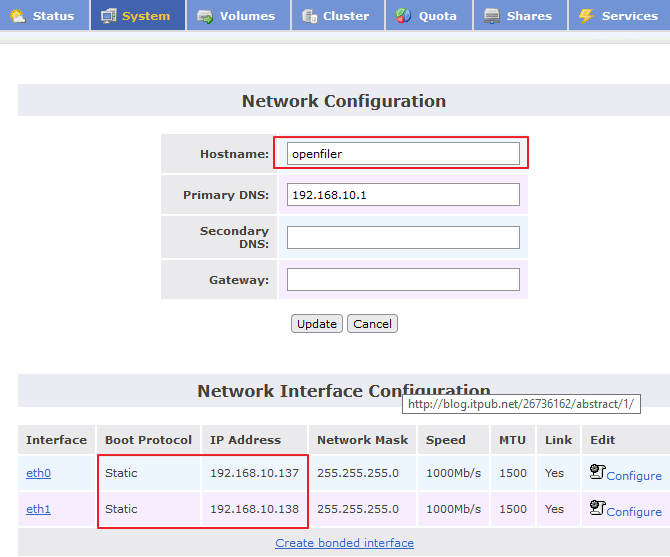 Status System Volumes Cluster Quota Shares Services
Network Configuration
Hostname: openfiler
Primary DNS: 192.168.10.1
Secondary
DNS:
Gateway:
Update Cancel
Network Interface Configuration
http://blog.itpub.net/26736162/abstract/1/
Interface Boot Protocol IP Address Network Mask Speed MTU Link Edit
eth0 Static 192.168.10.137 255.255.255.0 1000Mb/s 1500 Yes Configure
eth1 Static 192.168.10.138 255.255.255.0 1000Mb/s 1500 Yes Configure
Create bonded interface